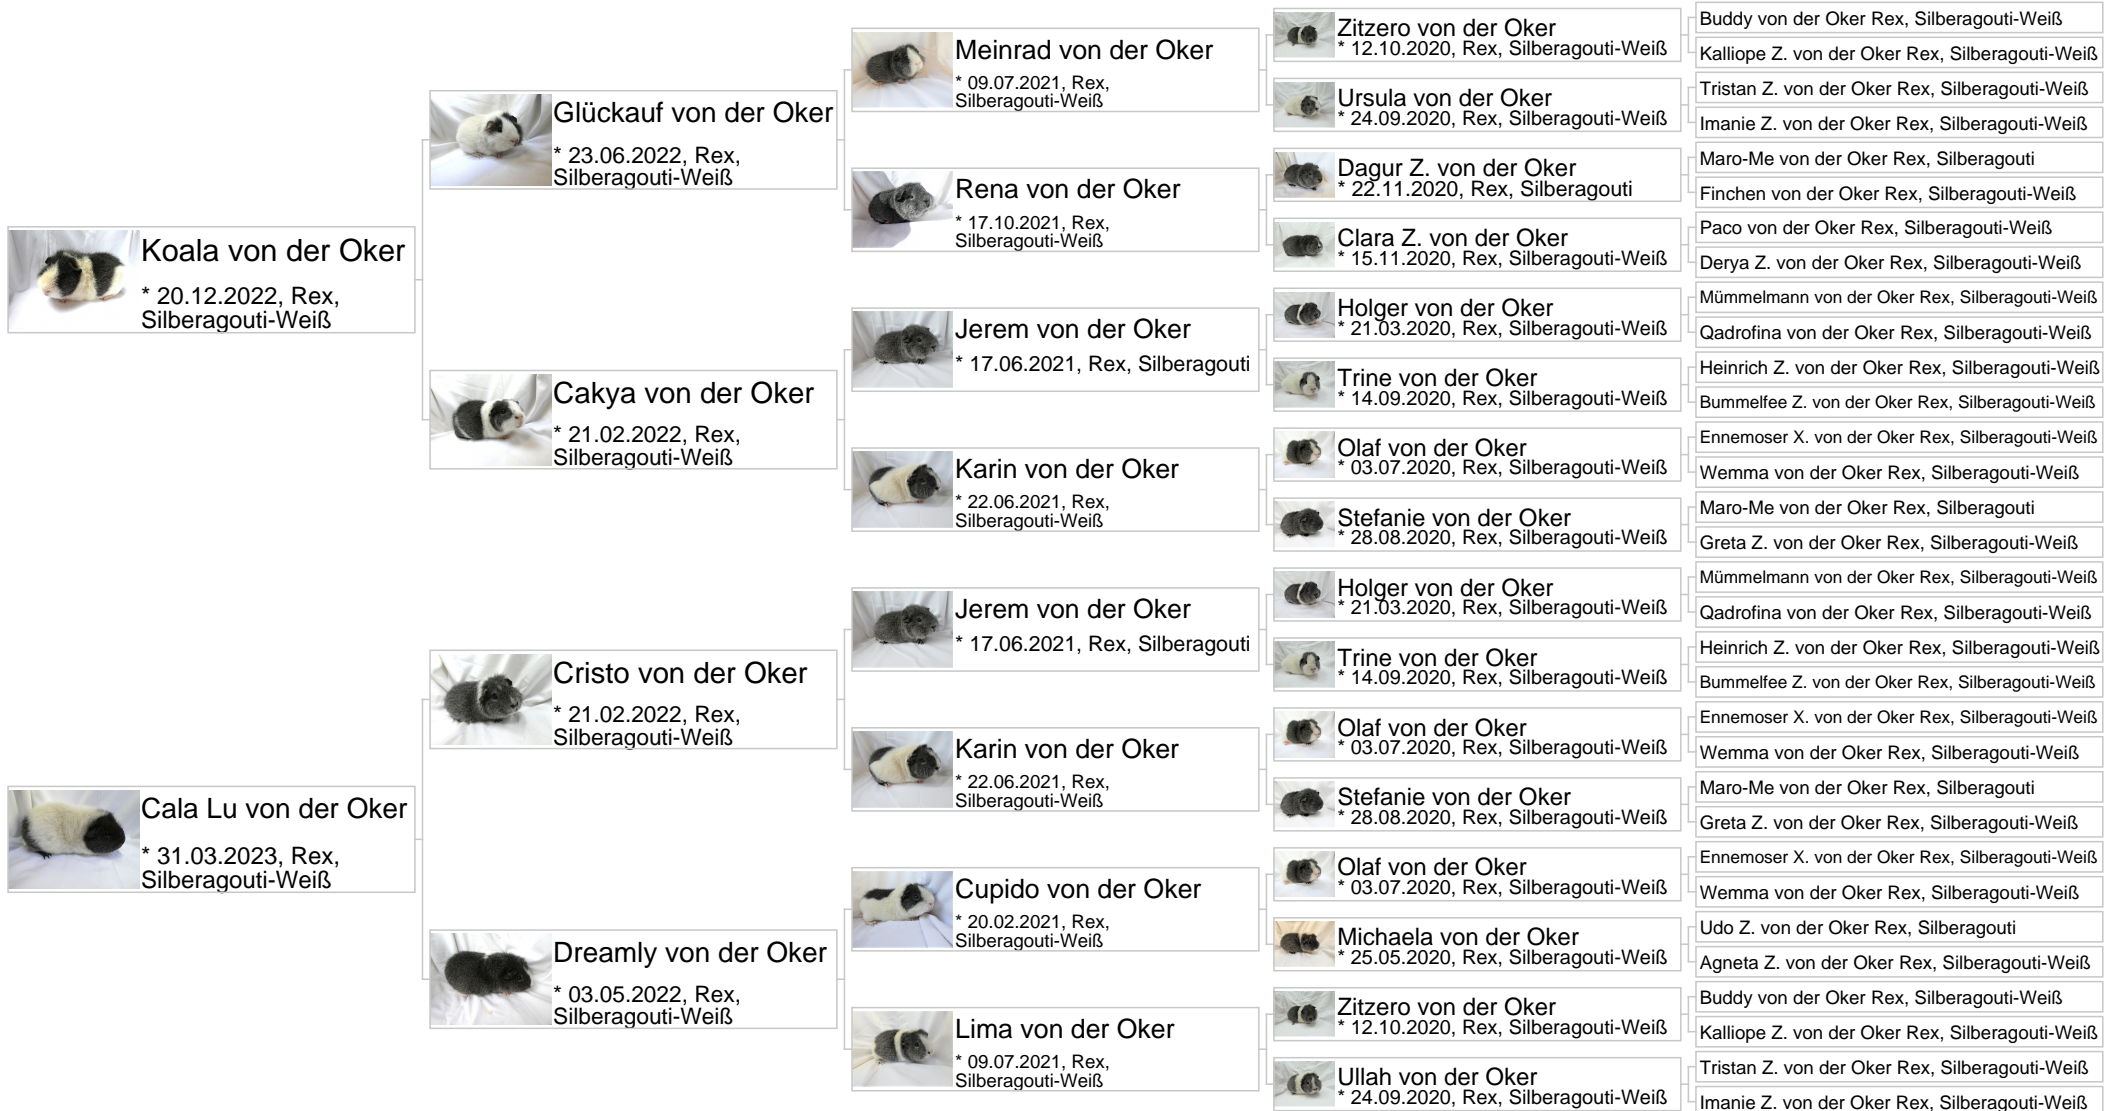 Koala von der Oker
* 20.12.2022, Rex,
Silberagouti-Weiß
Cala Lu von der Oker
* 31.03.2023, Rex,
Silberagouti-Weiß
Glückauf von der Oker
* 23.06.2022, Rex,
Silberagouti-Weiß
Cakya von der Oker
* 21.02.2022, Rex,
Silberagouti-Weiß
Cristo von der Oker
* 21.02.2022, Rex,
Silberagouti-Weiß
Dreamly von der Oker
* 03.05.2022, Rex,
Silberagouti-Weiß
Meinrad von der Oker
* 09.07.2021, Rex,
Silberagouti-Weiß
Rena von der Oker
* 17.10.2021, Rex,
Silberagouti-Weiß
Jerem von der Oker
* 17.06.2021, Rex, Silberagouti
Karin von der Oker
* 22.06.2021, Rex,
Silberagouti-Weiß
Jerem von der Oker
* 17.06.2021, Rex, Silberagouti
Karin von der Oker
* 22.06.2021, Rex,
Silberagouti-Weiß
Cupido von der Oker
* 20.02.2021, Rex,
Silberagouti-Weiß
Lima von der Oker
* 09.07.2021, Rex,
Silberagouti-Weiß
Zitzero von der Oker
* 12.10.2020, Rex, Silberagouti-Weiß
Ursula von der Oker
* 24.09.2020, Rex, Silberagouti-Weiß
Dagur Z. von der Oker
* 22.11.2020, Rex, Silberagouti
Clara Z. von der Oker
* 15.11.2020, Rex, Silberagouti-Weiß
Holger von der Oker
* 21.03.2020, Rex, Silberagouti-Weiß
Trine von der Oker
* 14.09.2020, Rex, Silberagouti-Weiß
Olaf von der Oker
* 03.07.2020, Rex, Silberagouti-Weiß
Stefanie von der Oker
* 28.08.2020, Rex, Silberagouti-Weiß
Holger von der Oker
* 21.03.2020, Rex, Silberagouti-Weiß
Trine von der Oker
* 14.09.2020, Rex, Silberagouti-Weiß
Olaf von der Oker
* 03.07.2020, Rex, Silberagouti-Weiß
Stefanie von der Oker
* 28.08.2020, Rex, Silberagouti-Weiß
Olaf von der Oker
* 03.07.2020, Rex, Silberagouti-Weiß
Michaela von der Oker
* 25.05.2020, Rex, Silberagouti-Weiß
Zitzero von der Oker
* 12.10.2020, Rex, Silberagouti-Weiß
Ullah von der Oker
* 24.09.2020, Rex, Silberagouti-Weiß
Buddy von der Oker Rex, Silberagouti-Weiß
Kalliope Z. von der Oker Rex, Silberagouti-Weiß
Tristan Z. von der Oker Rex, Silberagouti-Weiß
Imanie Z. von der Oker Rex, Silberagouti-Weiß
Maro-Me von der Oker Rex, Silberagouti
Finchen von der Oker Rex, Silberagouti-Weiß
Paco von der Oker Rex, Silberagouti-Weiß
Derya Z. von der Oker Rex, Silberagouti-Weiß
Mümmelmann von der Oker Rex, Silberagouti-Weiß
Qadrofina von der Oker Rex, Silberagouti-Weiß
Heinrich Z. von der Oker Rex, Silberagouti-Weiß
Bummelfee Z. von der Oker Rex, Silberagouti-Weiß
Ennemoser X. von der Oker Rex, Silberagouti-Weiß
Wemma von der Oker Rex, Silberagouti-Weiß
Maro-Me von der Oker Rex, Silberagouti
Greta Z. von der Oker Rex, Silberagouti-Weiß
Mümmelmann von der Oker Rex, Silberagouti-Weiß
Qadrofina von der Oker Rex, Silberagouti-Weiß
Heinrich Z. von der Oker Rex, Silberagouti-Weiß
Bummelfee Z. von der Oker Rex, Silberagouti-Weiß
Ennemoser X. von der Oker Rex, Silberagouti-Weiß
Wemma von der Oker Rex, Silberagouti-Weiß
Maro-Me von der Oker Rex, Silberagouti
Greta Z. von der Oker Rex, Silberagouti-Weiß
Ennemoser X. von der Oker Rex, Silberagouti-Weiß
Wemma von der Oker Rex, Silberagouti-Weiß
Udo Z. von der Oker Rex, Silberagouti
Agneta Z. von der Oker Rex, Silberagouti-Weiß
Buddy von der Oker Rex, Silberagouti-Weiß
Kalliope Z. von der Oker Rex, Silberagouti-Weiß
Tristan Z. von der Oker Rex, Silberagouti-Weiß
Imanie Z. von der Oker Rex, Silberagouti-Weiß